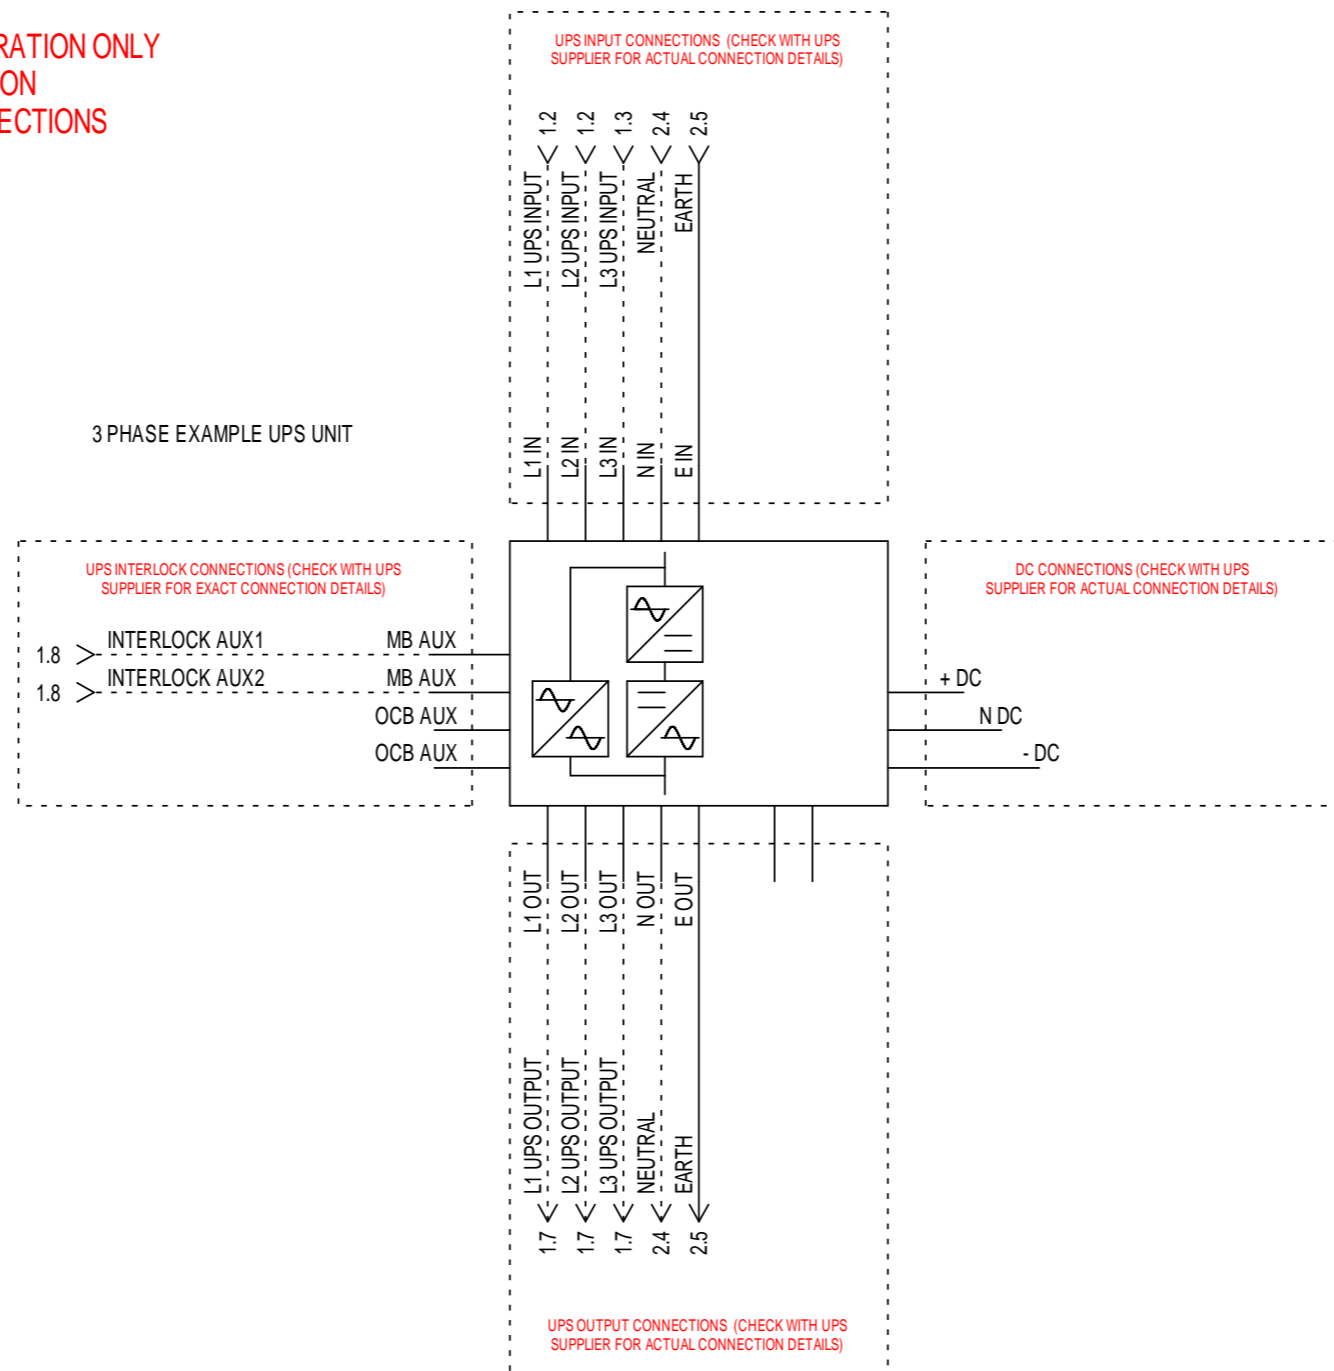 RATION ONLY
ION
ECTIONS
UPS INPUT CONNECTIONS (CHECK WITH UPS
SUPPLIER FOR ACTUAL CONNECTION DETAILS)
1.2
1.2
1.3
2.4
2.5
L1 UPS INPUT
L2 UPS INPUT
L3 UPS INPUT
NEUTRAL
EARTH
3 PHASE EXAMPLE UPS UNIT
L1 IN
L2 IN
L3 IN
N IN
E IN
UPS INTERLOCK CONNECTIONS (CHECK WITH UPS
SUPPLIER FOR EXACT CONNECTION DETAILS)
1.8 INTERLOCK AUX1 MB AUX
1.8 INTERLOCK AUX2 MB AUX
OCB AUX
OCB AUX
DC CONNECTIONS (CHECK WITH UPS
SUPPLIER FOR ACTUAL CONNECTION DETAILS)
+ DC
N DC
- DC
L1 OUT
L2 OUT
L3 OUT
N OUT
E OUT
L1 UPS OUTPUT
L2 UPS OUTPUT
L3 UPS OUTPUT
NEUTRAL
EARTH
1.7
1.7
1.7
2.4
2.5
UPS OUTPUT CONNECTIONS (CHECK WITH UPS
SUPPLIER FOR ACTUAL CONNECTION DETAILS)